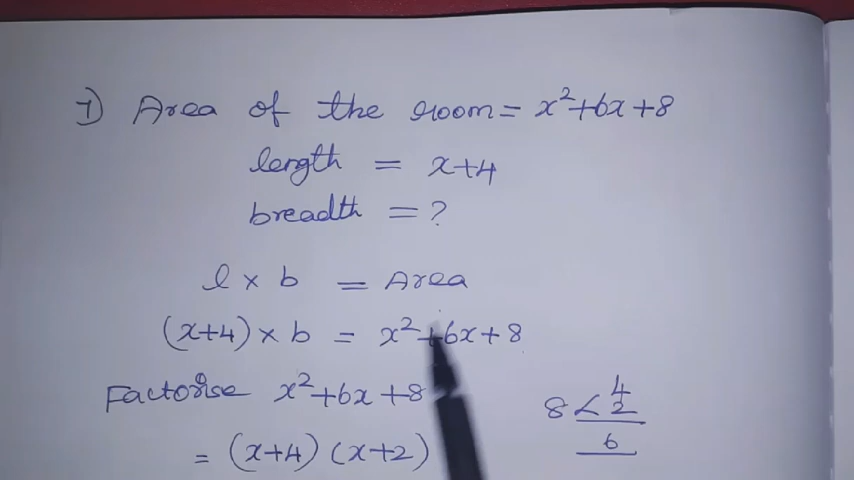 1) Area of the room = x²+6x+8
length = x+4
breadth = ?
l × b = Area
(x+4) × b = x²+6x+8
Factorise x²+6x+8
= (x+4) (x+2)
8 < 4
2
6